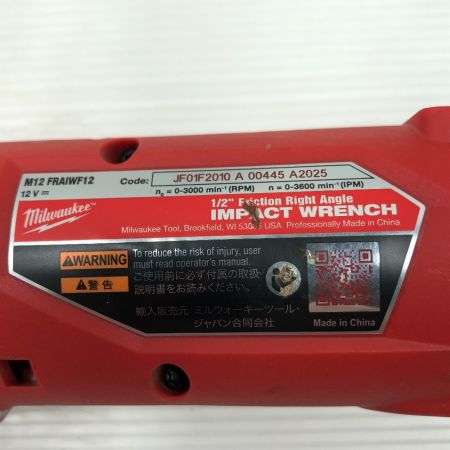 M12 FRAIWF12
Code: JF01F2010 A 00445 A2025
12 V
n₀ = 0-3000 min⁻¹ (RPM) n = 0-3600 min⁻¹ (IPM)
Milwaukee
1/2" Friction Right Angle
IMPACT WRENCH
Milwaukee Tool, Brookfield, WI USA Professionally Made in China
WARNING
To reduce the risk of injury, user
must read operator's manual.
警告
ご使用前に必ず付属の取扱
説明書をお読みください。
輸入販売元:ミルウォーキーツール・
ジャパン合同会社
Made in China